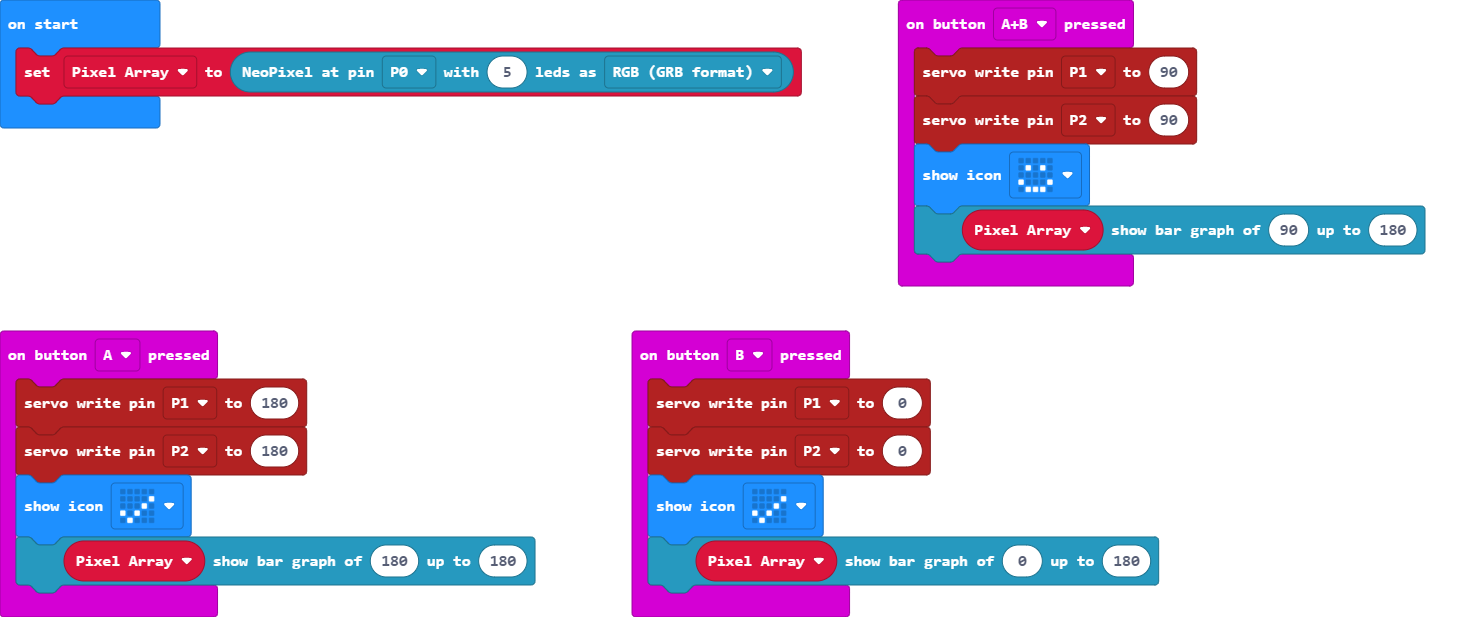 on start
set Pixel Array to NeoPixel at pin P0 with 5 leds as RGB (GRB format)
on button A+B pressed
servo write pin P1 to 90
servo write pin P2 to 90
show icon
Pixel Array show bar graph of 90 up to 180
on button A pressed
servo write pin P1 to 180
servo write pin P2 to 180
show icon
Pixel Array show bar graph of 180 up to 180
on button B pressed
servo write pin P1 to 0
servo write pin P2 to 0
show icon
Pixel Array show bar graph of 0 up to 180